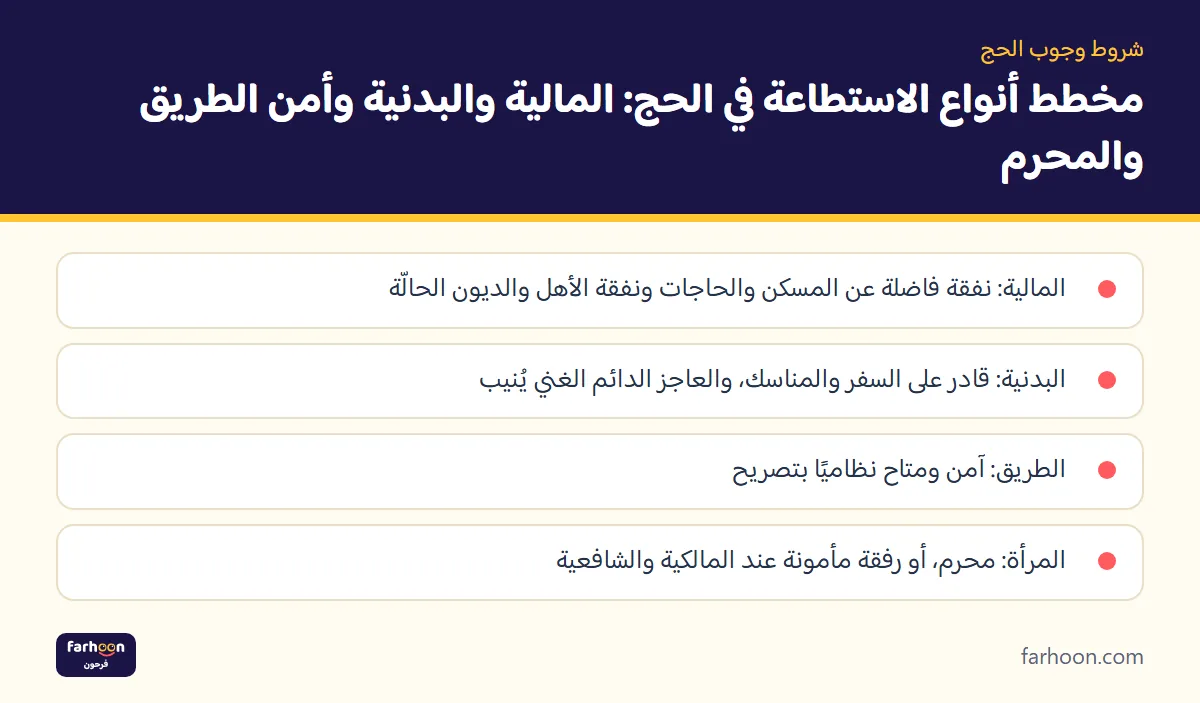 شروط وجوب الحج
مخطط أنواع الاستطاعة في الحج: المالية والبدنية وأمن الطريق
والمحرم
المالية: نفقة فاضلة عن المسكن والحاجات ونفقة الأهل والديون الحالّة
البدنية: قادر على السفر والمناسك، والعاجز الدائم الغني يُنيب
الطريق: آمن ومتاح نظاميًا بتصريح
المرأة: محرم، أو رفقة مأمونة عند المالكية والشافعية
farhoon.com
farhoon
فرحون